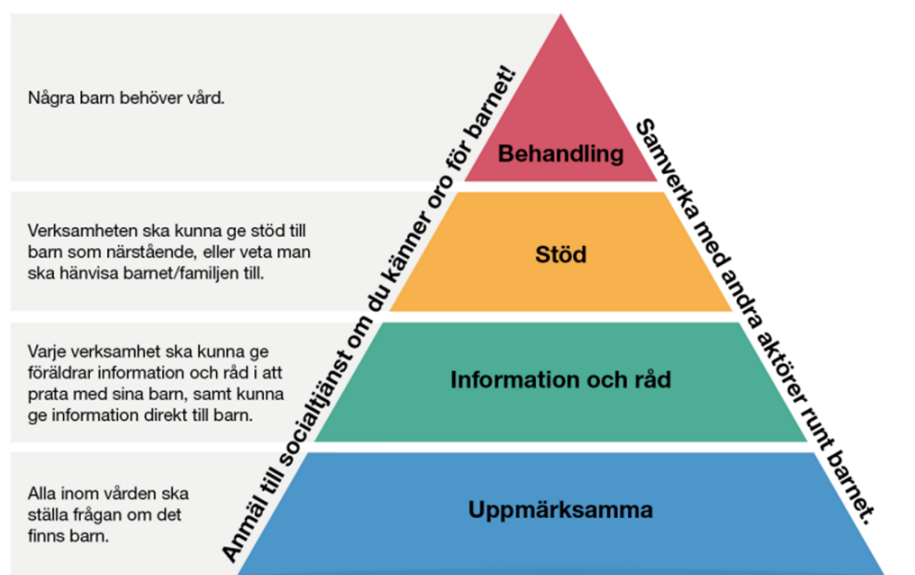 Några barn behöver vård.
Behandling
Verksamheten ska kunna ge stöd till
barn som närstående, eller veta man
ska hänvisa barnet/familjen till.
Stöd
Varje verksamhet ska kunna ge
föräldrar information och råd i att
prata med sina barn, samt kunna
ge information direkt till barn.
Information och råd
Alla inom vården ska
ställa frågan om det
finns barn.
Uppmärksamma
Anmäl till socialtjänst om du känner oro för barnet!
Samverka med andra aktörer runt barnet.